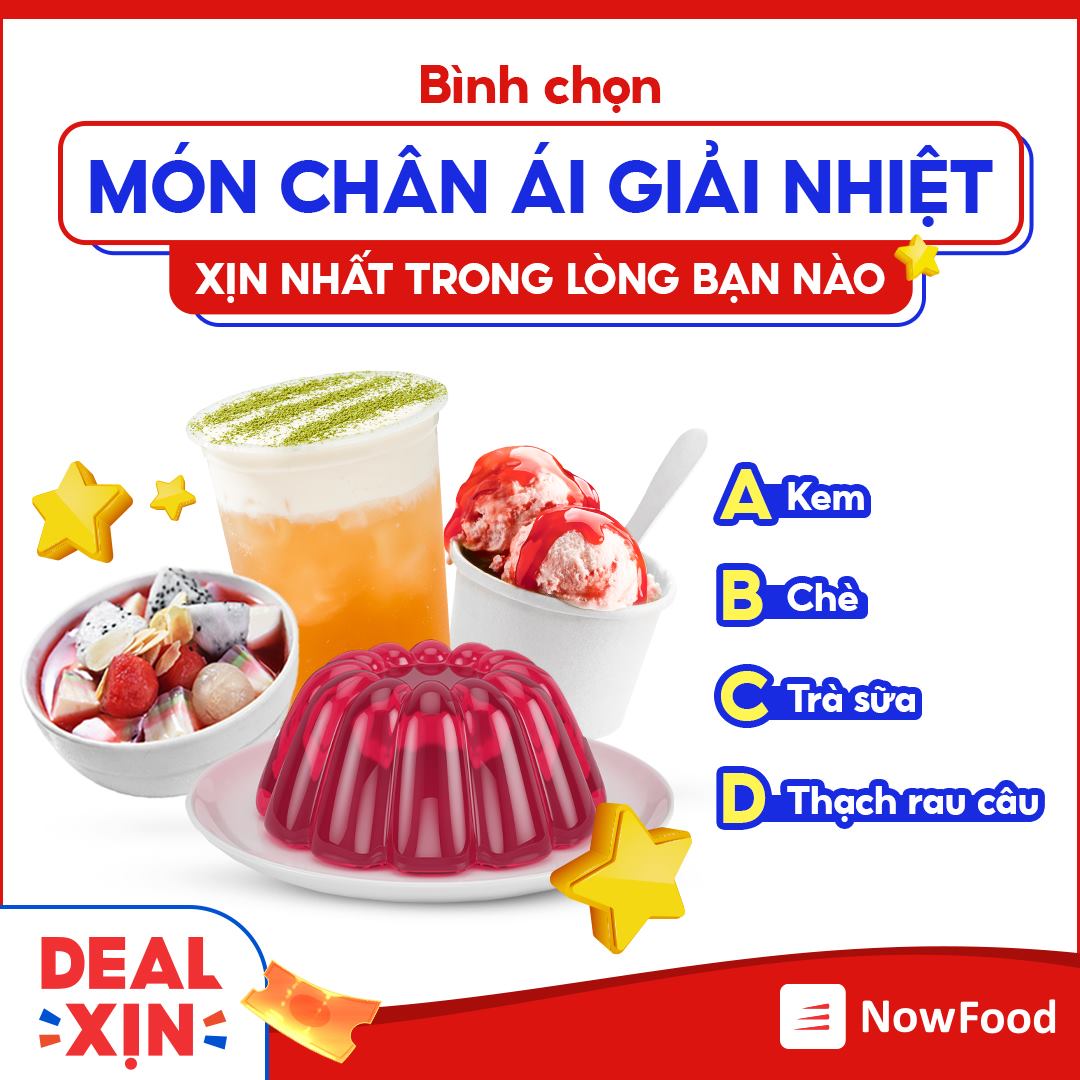 Bình chọn
MÓN CHÂN ÁI GIẢI NHIỆT
XỊN NHẤT TRONG LÒNG BẠN NÀO
A Kem
B Chè
C Trà sữa
D Thạch rau câu
DEAL
XỊN
NowFood